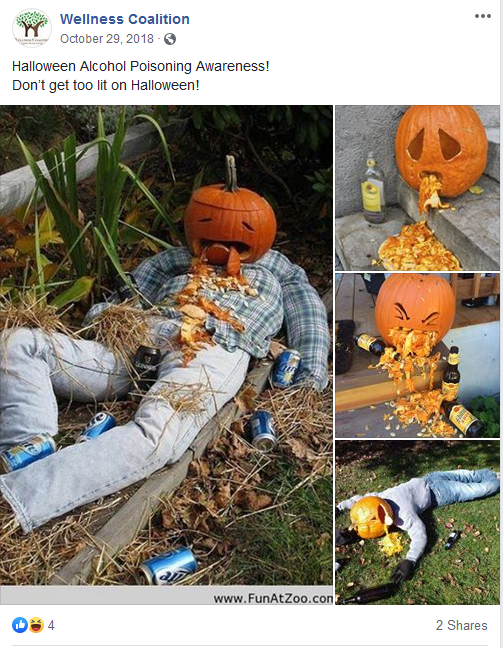 Wellness Coalition
October 29, 2018
Halloween Alcohol Poisoning Awareness!
Don't get too lit on Halloween!
GUINNESS
www.FunAtZoo.com
4
2 Shares